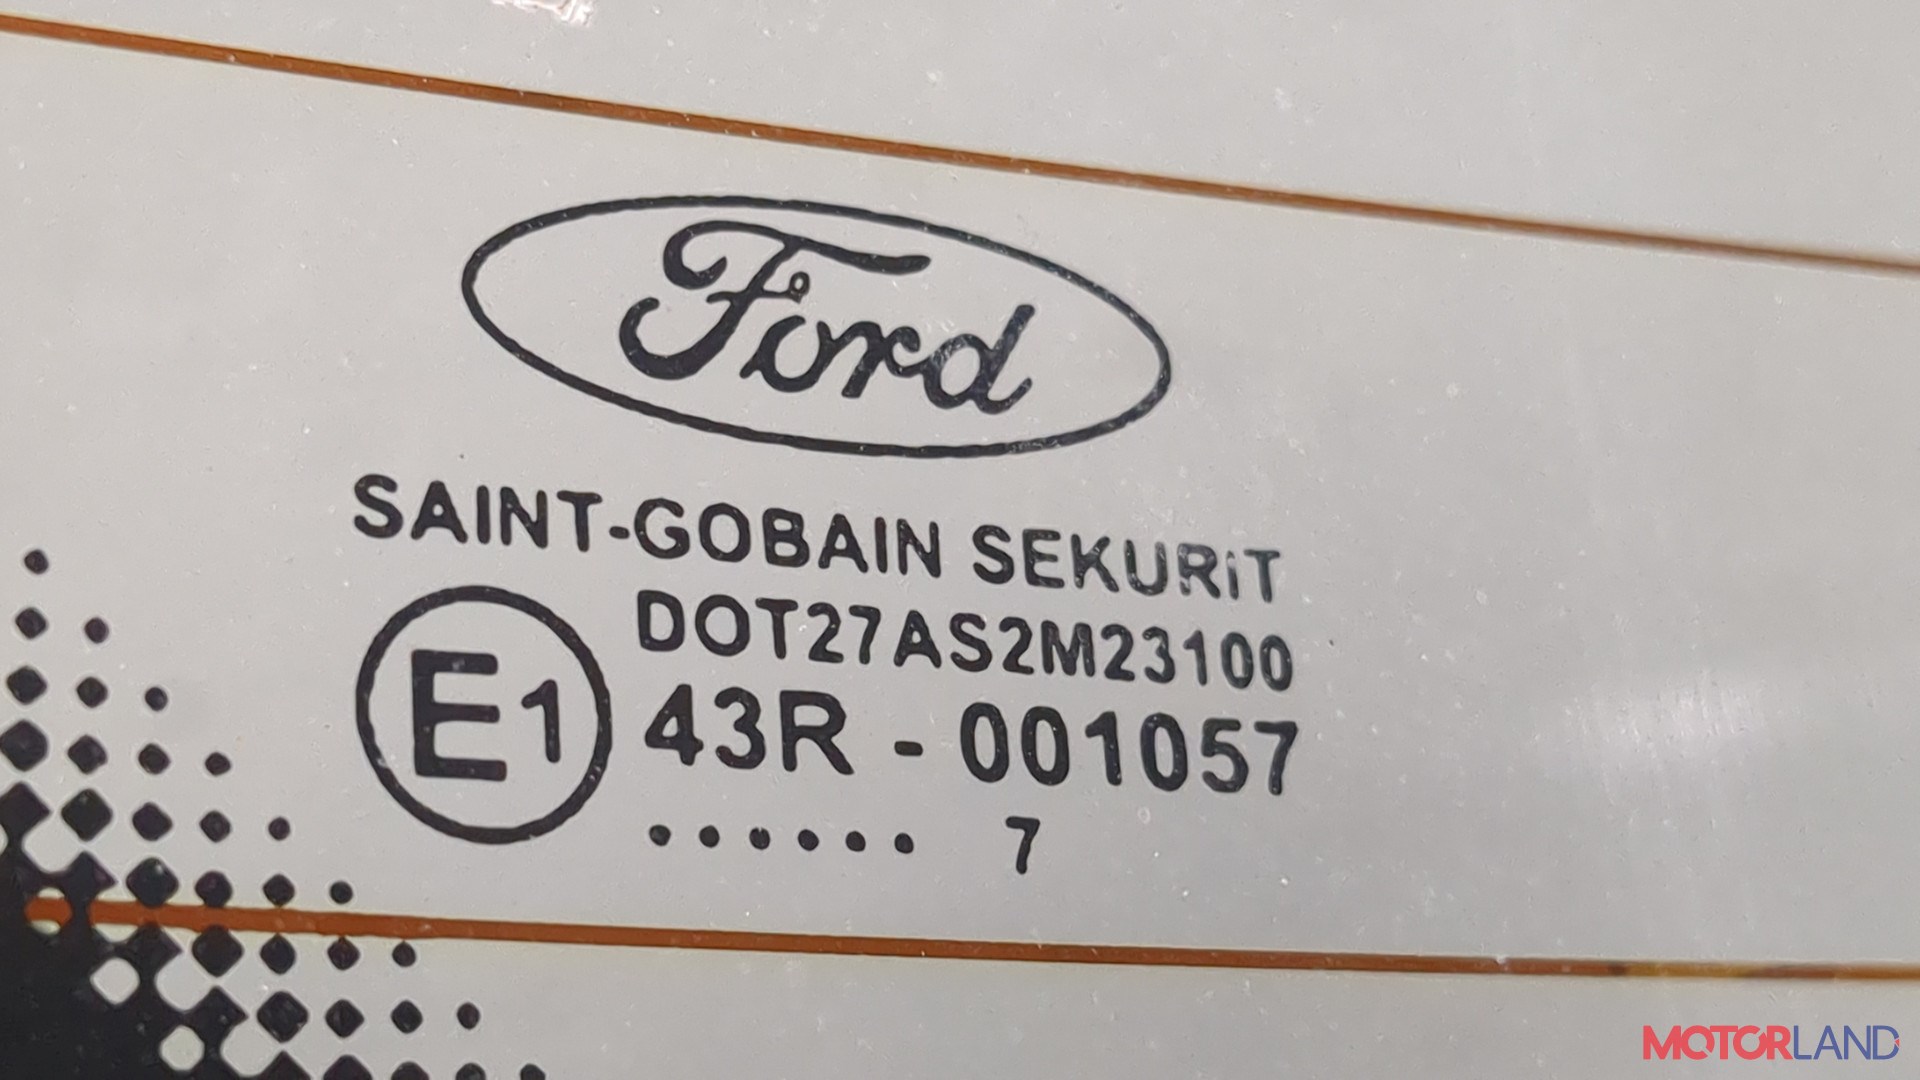 Ford
SAINT-GOBAIN SEKURiT
DOT27AS2M23100
E1 43R - 001057
. . . . . . 7
MOTORLAND